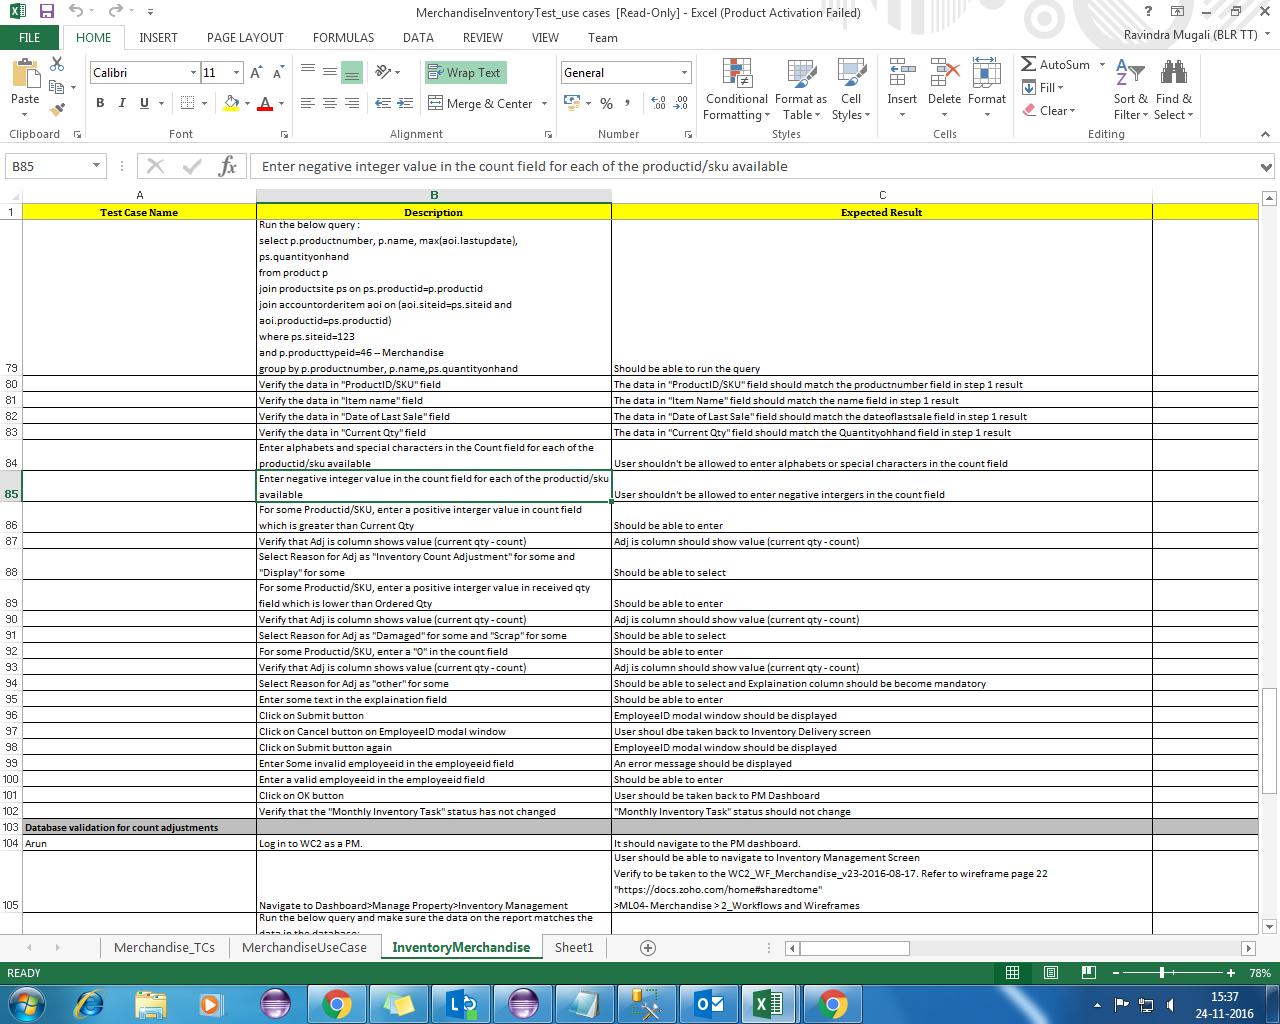 MerchandiseInventoryTest_use cases [Read-Only] - Excel (Product Activation Failed)
FILE HOME INSERT PAGE LAYOUT FORMULAS DATA REVIEW VIEW Team Ravindra Mugali (BLR TT)
Paste
Clipboard
Calibri 11
B I U
Font
Wrap Text
Merge & Center
Alignment
General
% ,
Number
Conditional Formatting
Format as Table
Cell Styles
Styles
Insert Delete Format
Cells
AutoSum
Fill
Clear
Sort & Filter
Find & Select
Editing
B85 fx Enter negative integer value in the count field for each of the productid/sku available
A B C
1 Test Case Name Description Expected Result
Run the below query :
select p.productnumber, p.name, max(aoi.lastupdate),
ps.quantityonhand
from product p
join productsite ps on ps.productid=p.productid
join accountorderitem aoi on (aoi.siteid=ps.siteid and
aoi.productid=ps.productid)
where ps.siteid=123
and p.producttypeid=46 -- Merchandise
79 group by p.productnumber, p.name,ps.quantityonhand Should be able to run the query
80 Verify the data in "ProductID/SKU" field The data in "ProductID/SKU" field should match the productnumber field in step 1 result
81 Verify the data in "Item name" field The data in "Item Name" field should match the name field in step 1 result
82 Verify the data in "Date of Last Sale" field The data in "Date of Last Sale" field should match the dateoflastsale field in step 1 result
83 Verify the data in "Current Qty" field The data in "Current Qty" field should match the Quantityohhand field in step 1 result
Enter alphabets and special characters in the Count field for each of the
84 productid/sku available User shouldn't be allowed to enter alphabets or special characters in the count field
Enter negative integer value in the count field for each of the productid/sku
85 available User shouldn't be allowed to enter negative intergers in the count field
For some Productid/SKU, enter a positive interger value in count field
86 which is greater than Current Qty Should be able to enter
87 Verify that Adj is column shows value (current qty - count) Adj is column should show value (current qty - count)
Select Reason for Adj as "Inventory Count Adjustment" for some and
88 "Display" for some Should be able to select
For some Productid/SKU, enter a positive interger value in received qty
89 field which is lower than Ordered Qty Should be able to enter
90 Verify that Adj is column shows value (current qty - count) Adj is column should show value (current qty - count)
91 Select Reason for Adj as "Damaged" for some and "Scrap" for some Should be able to select
92 For some Productid/SKU, enter a "0" in the count field Should be able to enter
93 Verify that Adj is column shows value (current qty - count) Adj is column should show value (current qty - count)
94 Select Reason for Adj as "other" for some Should be able to select and Explaination column should be become mandatory
95 Enter some text in the explaination field Should be able to enter
96 Click on Submit button EmployeeID modal window should be displayed
97 Click on Cancel button on EmployeeID modal window User shoul dbe taken back to Inventory Delivery screen
98 Click on Submit button again EmployeeID modal window should be displayed
99 Enter Some invalid employeeid in the employeeid field An error message should be displayed
100 Enter a valid employeeid in the employeeid field Should be able to enter
101 Click on OK button User should be taken back to PM Dashboard
102 Verify that the "Monthly Inventory Task" status has not changed "Monthly Inventory Task" status should not change
103 Database validation for count adjustments
104 Arun Log in to WC2 as a PM. It should navigate to the PM dashboard.
User should be able to navigate to Inventory Management Screen
Verify to be taken to the WC2_WF_Merchandise_v23-2016-08-17. Refer to wireframe page 22
"https://docs.zoho.com/home#sharedtome"
105 Navigate to Dashboard>Manage Property>Inventory Management >ML04- Merchandise > 2_Workflows and Wireframes
Run the below query and make sure the data on the report matches the
data in the database:
Merchandise_TCs MerchandiseUseCase InventoryMerchandise Sheet1
READY 78%
15:37
24-11-2016